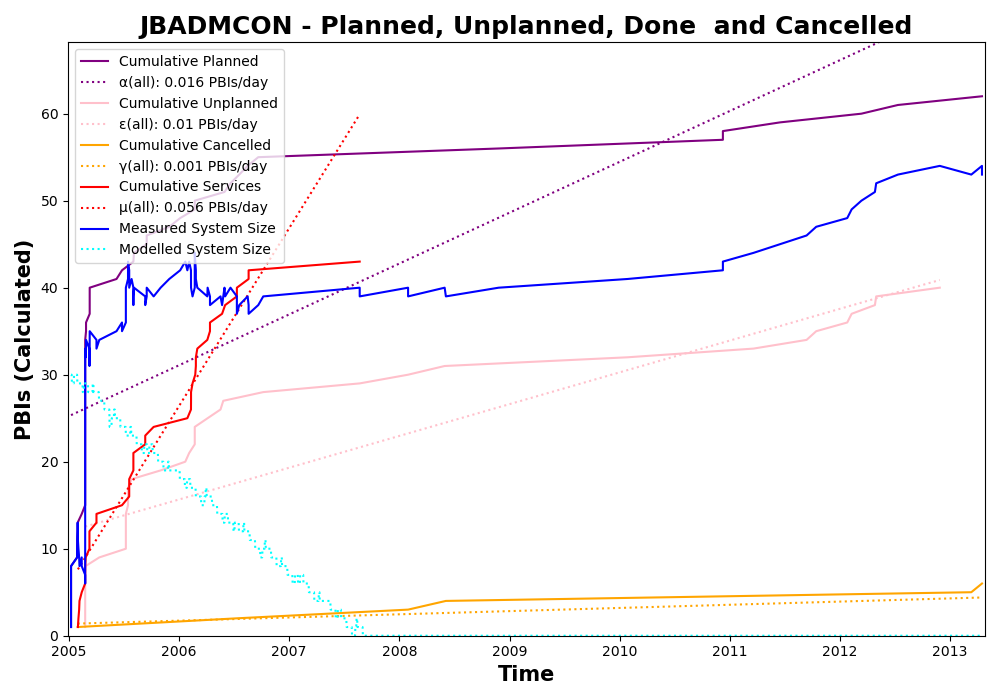 JBADMCON - Planned, Unplanned, Done  and Cancelled
Cumulative Planned
α(all): 0.016 PBIs/day
Cumulative Unplanned
ε(all): 0.01 PBIs/day
Cumulative Cancelled
γ(all): 0.001 PBIs/day
Cumulative Services
μ(all): 0.056 PBIs/day
Measured System Size
Modelled System Size
PBIs (Calculated)
60
50
40
30
20
10
0
2005 2006 2007 2008 2009 2010 2011 2012 2013
Time